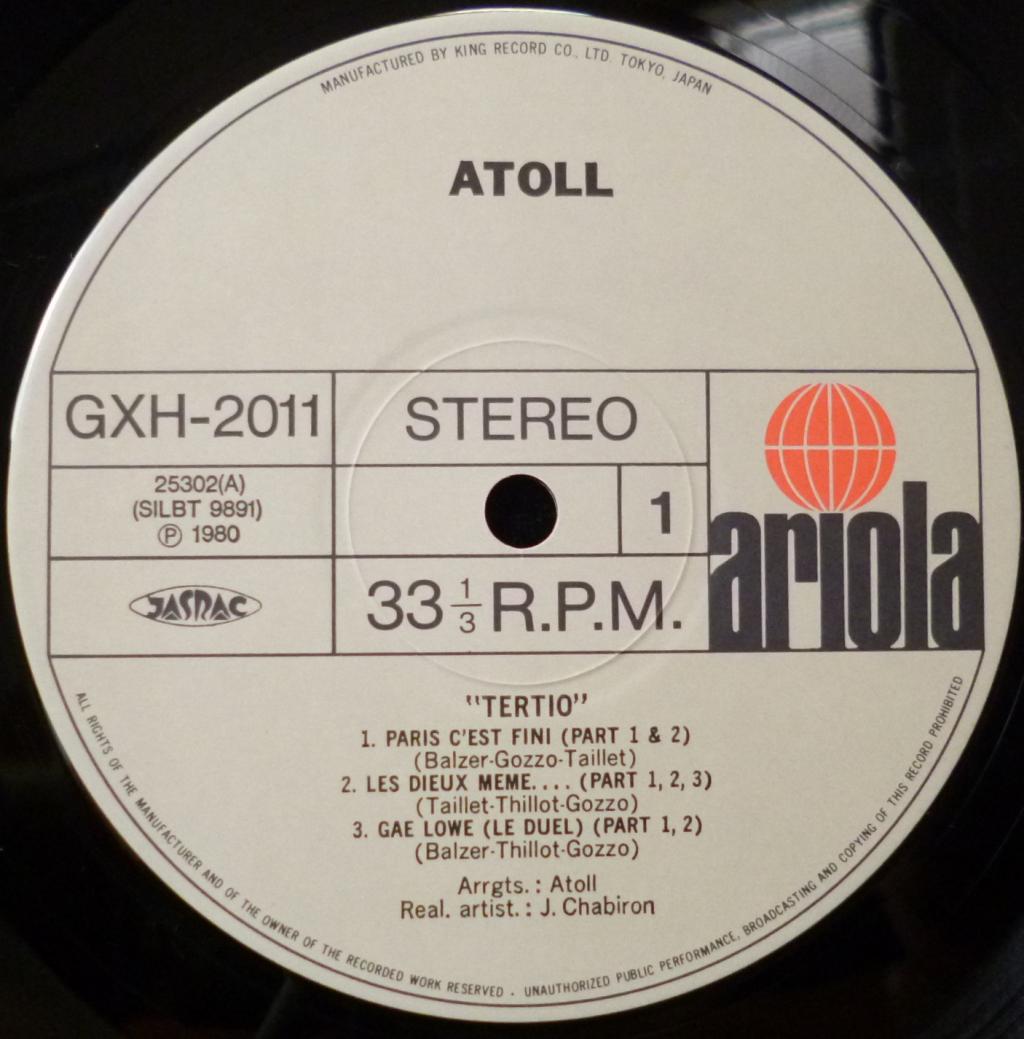 MANUFACTURED BY KING RECORD CO., LTD. TOKYO, JAPAN
ATOLL
GXH-2011
STEREO
25302(A)
(SILBT 9891)
Ⓟ 1980
1
ariola
JASRAC
33 1/3 R.P.M.
"TERTIO"
1. PARIS C'EST FINI (PART 1 & 2)
(Balzer-Gozzo-Taillet)
2. LES DIEUX MEME.... (PART 1, 2, 3)
(Taillet-Thillot-Gozzo)
3. GAE LOWE (LE DUEL) (PART 1, 2)
(Balzer-Thillot-Gozzo)
Arrgts. : Atoll
Real. artist. : J. Chabiron
ALL RIGHTS OF THE MANUFACTURER AND OF THE OWNER OF THE RECORDED WORK RESERVED . UNAUTHORIZED PUBLIC PERFORMANCE, BROADCASTING AND COPYING OF THIS RECORD PROHIBITED